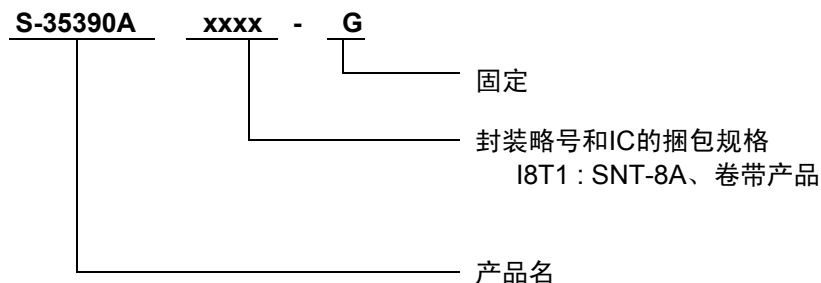 S-35390A xxxx - G
固定
封装略号和IC的捆包规格
I8T1 : SNT-8A、卷带产品
产品名